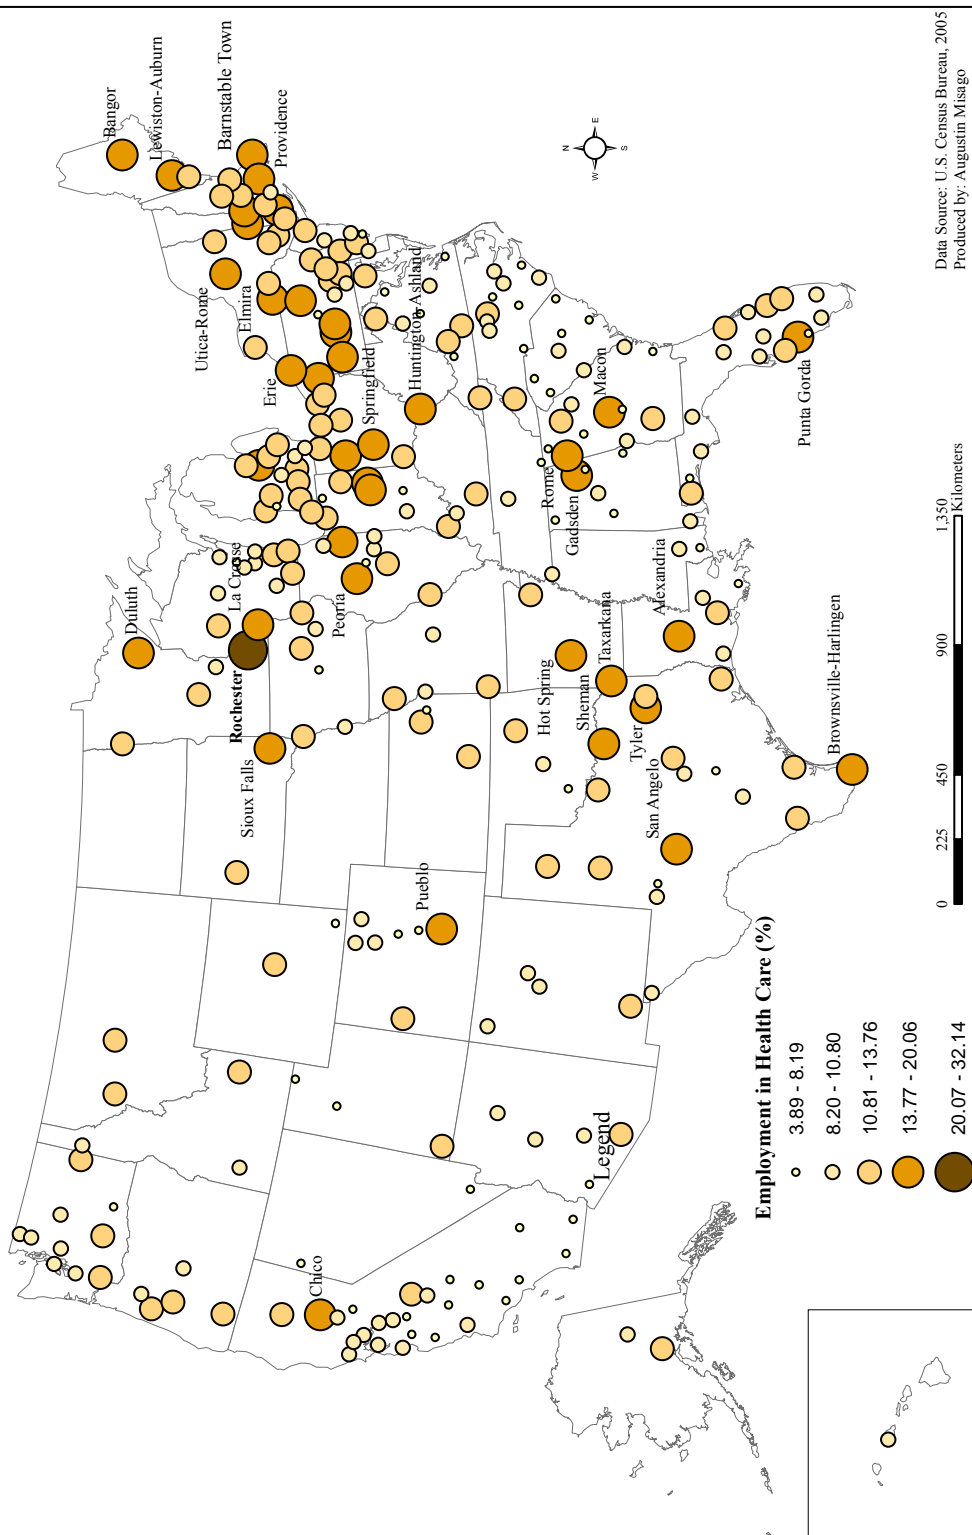 Bangor
Lewiston-Auburn
Barnstable Town
Providence
Utica-Rome
Elmira
Erie
Springfield
Huntington Ashland
Duluth
La Crosse
Rochester
Sioux Falls
Peoria
Pueblo
Chico
Macon
Rome
Gadsden
Punta Gorda
Hot Spring
Taxarkana
Sheman
Alexandria
Tyler
San Angelo
Brownsville-Harlingen
N
W
E
S
Legend
Employment in Health Care (%)
3.89 - 8.19
8.20 - 10.80
10.81 - 13.76
13.77 - 20.06
20.07 - 32.14
0 225 450 900 1,350
Kilometers
Data Source: U.S. Census Bureau, 2005
Produced by: Augustin Misago